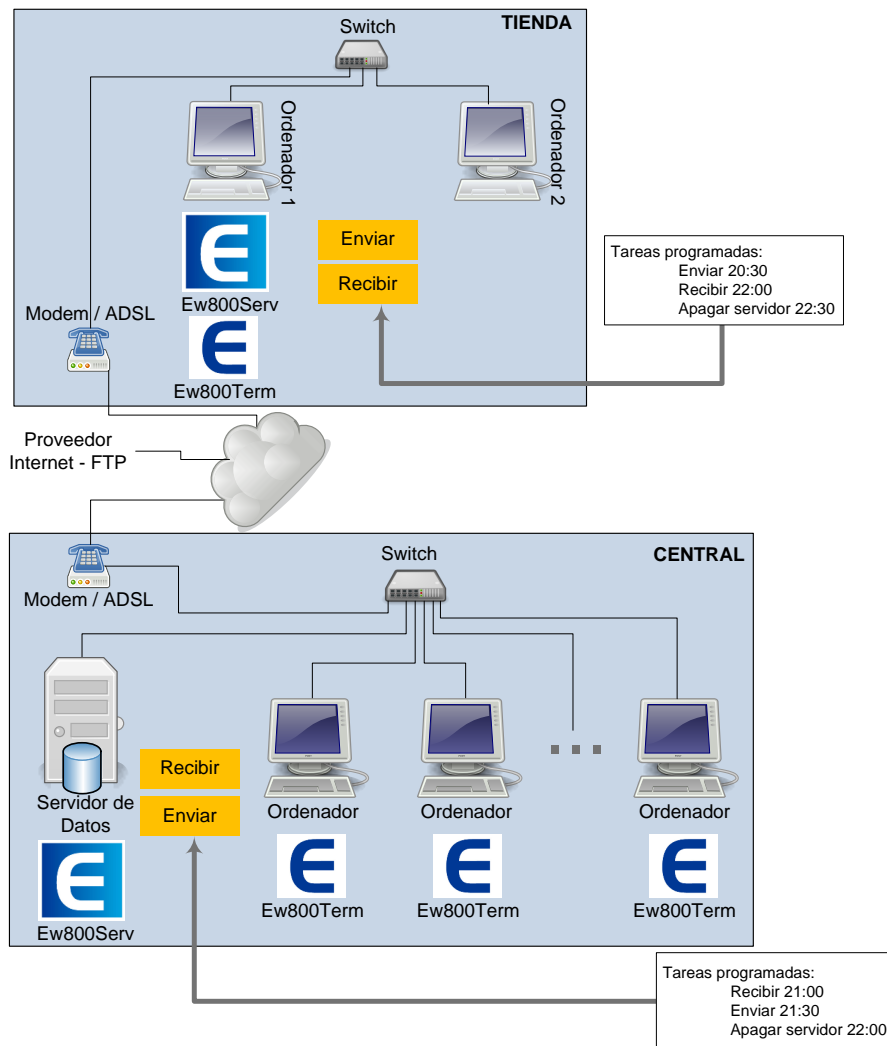 TIENDA
Switch
Ordenador 1
Ordenador 2
Enviar
Recibir
E
Ew800Serv
E
Ew800Term
Modem / ADSL
Tareas programadas:
Enviar 20:30
Recibir 22:00
Apagar servidor 22:30
Proveedor
Internet - FTP
CENTRAL
Switch
Modem / ADSL
Servidor de
Datos
Recibir
Enviar
E
Ew800Serv
Ordenador
E
Ew800Term
Ordenador
E
Ew800Term
Ordenador
E
Ew800Term
Tareas programadas:
Recibir 21:00
Enviar 21:30
Apagar servidor 22:00